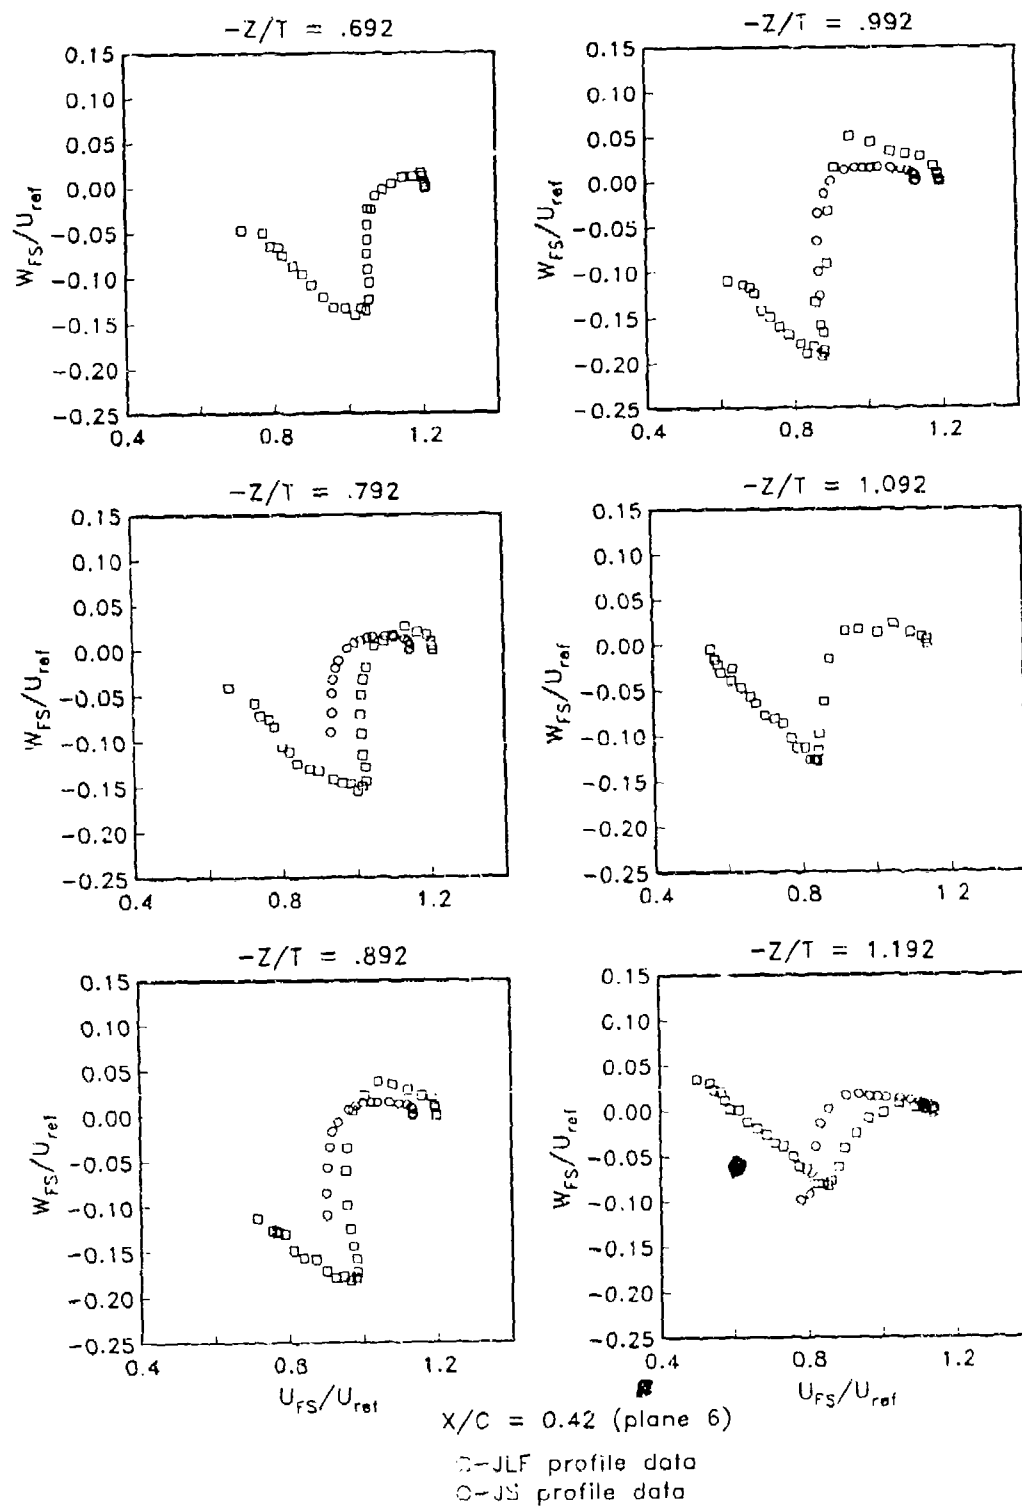 -Z/T = .692
0.15
0.10
0.05
0.00
-0.05
-0.10
-0.15
-0.20
-0.25
W_FS/U_ref
0.4 0.8 1.2
-Z/T = .992
0.15
0.10
0.05
0.00
-0.05
-0.10
-0.15
-0.20
-0.25
W_FS/U_ref
0.4 0.8 1.2
-Z/T = .792
0.15
0.10
0.05
0.00
-0.05
-0.10
-0.15
-0.20
-0.25
W_FS/U_ref
0.4 0.8 1.2
-Z/T = 1.092
0.15
0.10
0.05
0.00
-0.05
-0.10
-0.15
-0.20
-0.25
W_FS/U_ref
0.4 0.8 1.2
-Z/T = .892
0.15
0.10
0.05
0.00
-0.05
-0.10
-0.15
-0.20
-0.25
W_FS/U_ref
0.4 0.8 1.2
U_FS/U_ref
-Z/T = 1.192
0.15
0.10
0.05
0.00
-0.05
-0.10
-0.15
-0.20
-0.25
W_FS/U_ref
0.4 0.8 1.2
U_FS/U_ref
X/C = 0.42 (plane 6)
□-JLF profile data
○-JS profile data